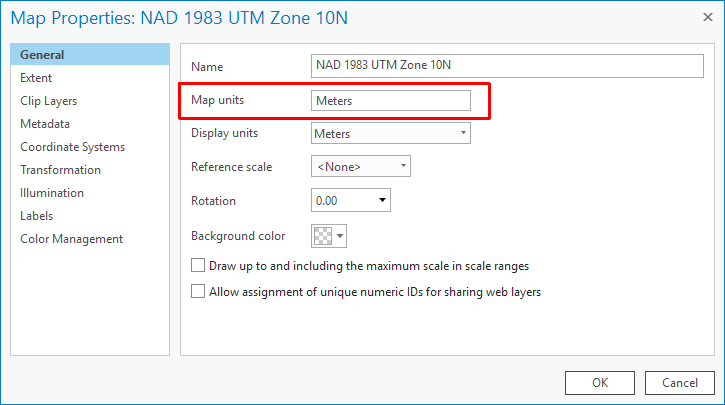 Map Properties: NAD 1983 UTM Zone 10N
General
Extent
Clip Layers
Metadata
Coordinate Systems
Transformation
Illumination
Labels
Color Management
Name NAD 1983 UTM Zone 10N
Map units Meters
Display units Meters
Reference scale <None>
Rotation 0.00
Background color
Draw up to and including the maximum scale in scale ranges
Allow assignment of unique numeric IDs for sharing web layers
OK Cancel